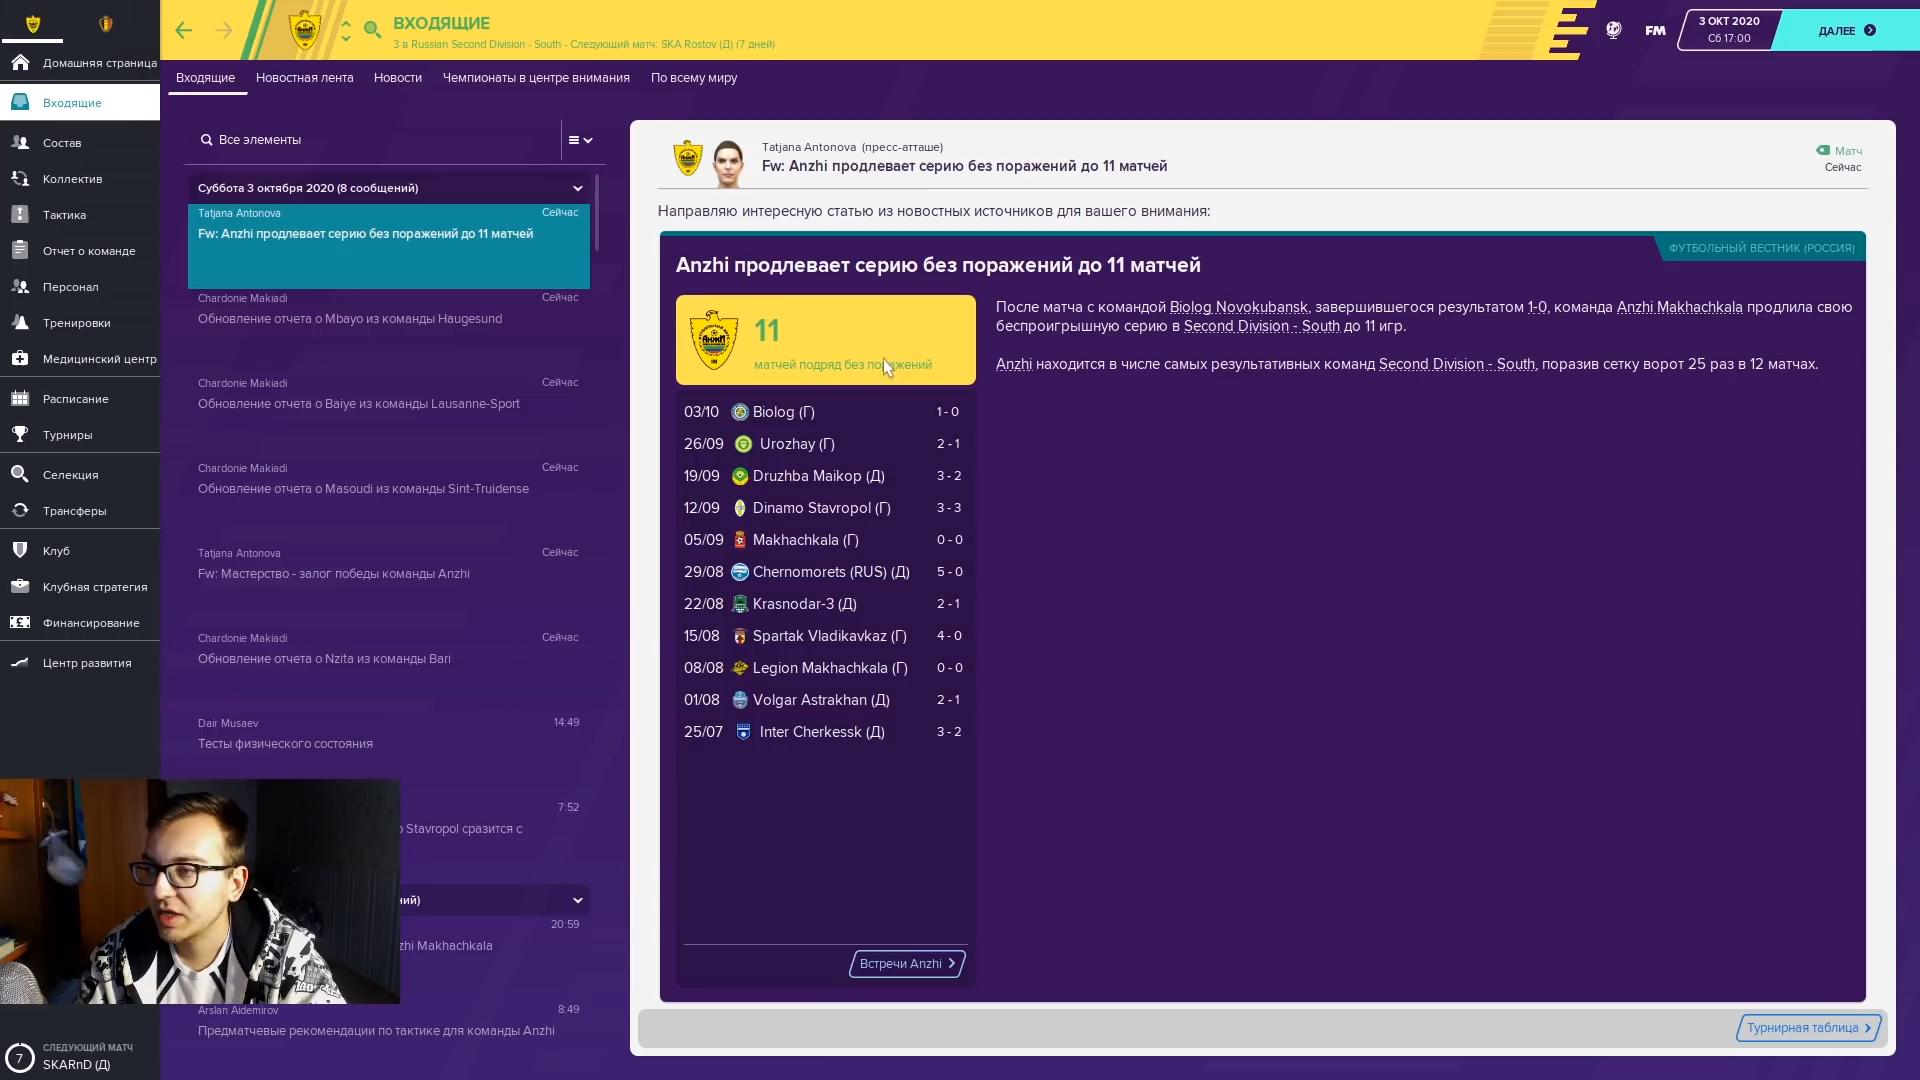 ВХОДЯЩИЕ
3 в Russian Second Division - South - Следующий матч: SKA Rostov (Д) (7 дней)
FM
3 ОКТ 2020
Сб 17:00
ДАЛЕЕ
Домашняя страница
Входящие
Состав
Коллектив
Тактика
Отчет о команде
Персонал
Тренировки
Медицинский центр
Расписание
Турниры
Селекция
Трансферы
Клуб
Клубная стратегия
Финансирование
Центр развития
7
СЛЕДУЮЩИЙ МАТЧ
SKARnD (Д)
Входящие
Новостная лента
Новости
Чемпионаты в центре внимания
По всему миру
Все элементы
Суббота 3 октября 2020 (8 сообщений)
Tatjana Antonova Сейчас
Fw: Anzhi продлевает серию без поражений до 11 матчей
Chardonie Makiadi Сейчас
Обновление отчета о Mbayo из команды Haugesund
Chardonie Makiadi Сейчас
Обновление отчета о Baiye из команды Lausanne-Sport
Chardonie Makiadi Сейчас
Обновление отчета о Masoudi из команды Sint-Truidense
Tatjana Antonova Сейчас
Fw: Мастерство - залог победы команды Anzhi
Chardonie Makiadi Сейчас
Обновление отчета о Nzita из команды Bari
Dair Musaev 14:49
Тесты физического состояния
7:52
Stavropol сразится с
ний)
20:59
zhi Makhachkala
Arslan Aidemirov 8:49
Предматчевые рекомендации по тактике для команды Anzhi
Tatjana Antonova (пресс-атташе)
Fw: Anzhi продлевает серию без поражений до 11 матчей
Матч
Сейчас
Направляю интересную статью из новостных источников для вашего внимания:
ФУТБОЛЬНЫЙ ВЕСТНИК (РОССИЯ)
Anzhi продлевает серию без поражений до 11 матчей
АНЖИ
11
матчей подряд без поражений
03/10 Biolog (Г) 1 - 0
26/09 Urozhay (Г) 2 - 1
19/09 Druzhba Maikop (Д) 3 - 2
12/09 Dinamo Stavropol (Г) 3 - 3
05/09 Makhachkala (Г) 0 - 0
29/08 Chernomorets (RUS) (Д) 5 - 0
22/08 Krasnodar-3 (Д) 2 - 1
15/08 Spartak Vladikavkaz (Г) 4 - 0
08/08 Legion Makhachkala (Г) 0 - 0
01/08 Volgar Astrakhan (Д) 2 - 1
25/07 Inter Cherkessk (Д) 3 - 2
Встречи Anzhi
После матча с командой Biolog Novokubansk, завершившегося результатом 1-0, команда Anzhi Makhachkala продлила свою
беспроигрышную серию в Second Division - South до 11 игр.
Anzhi находится в числе самых результативных команд Second Division - South, поразив сетку ворот 25 раз в 12 матчах.
Турнирная таблица